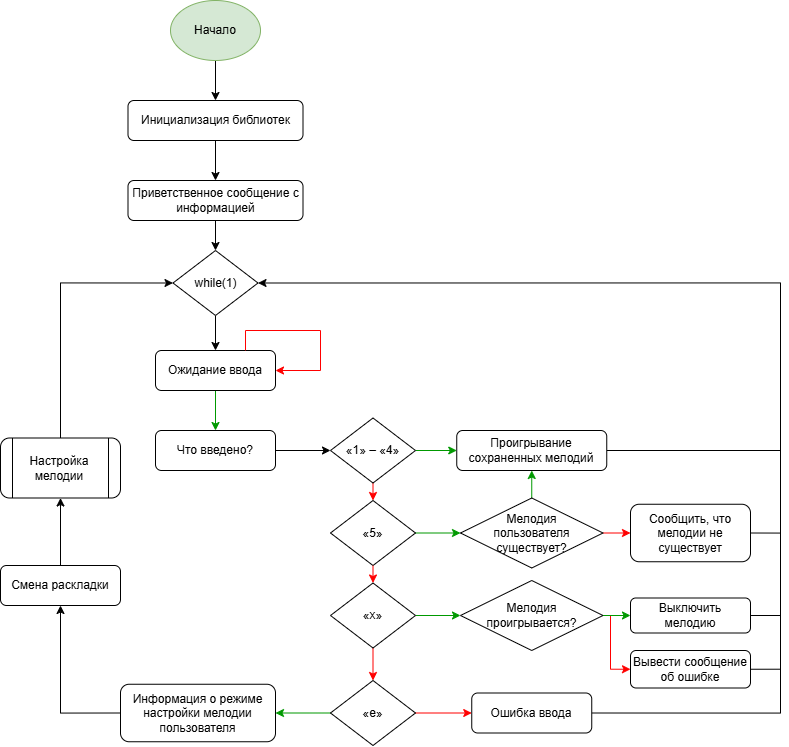 Начало
Инициализация библиотек
Приветственное сообщение с
информацией
while(1)
Ожидание ввода
Что введено?
«1» – «4»
Проигрывание
сохраненных мелодий
Настройка
мелодии
«5»
Мелодия
пользователя
существует?
Сообщить, что
мелодии не
существует
Смена раскладки
«x»
Мелодия
проигрывается?
Выключить
мелодию
Вывести сообщение
об ошибке
Информация о режиме
настройки мелодии
пользователя
«e»
Ошибка ввода